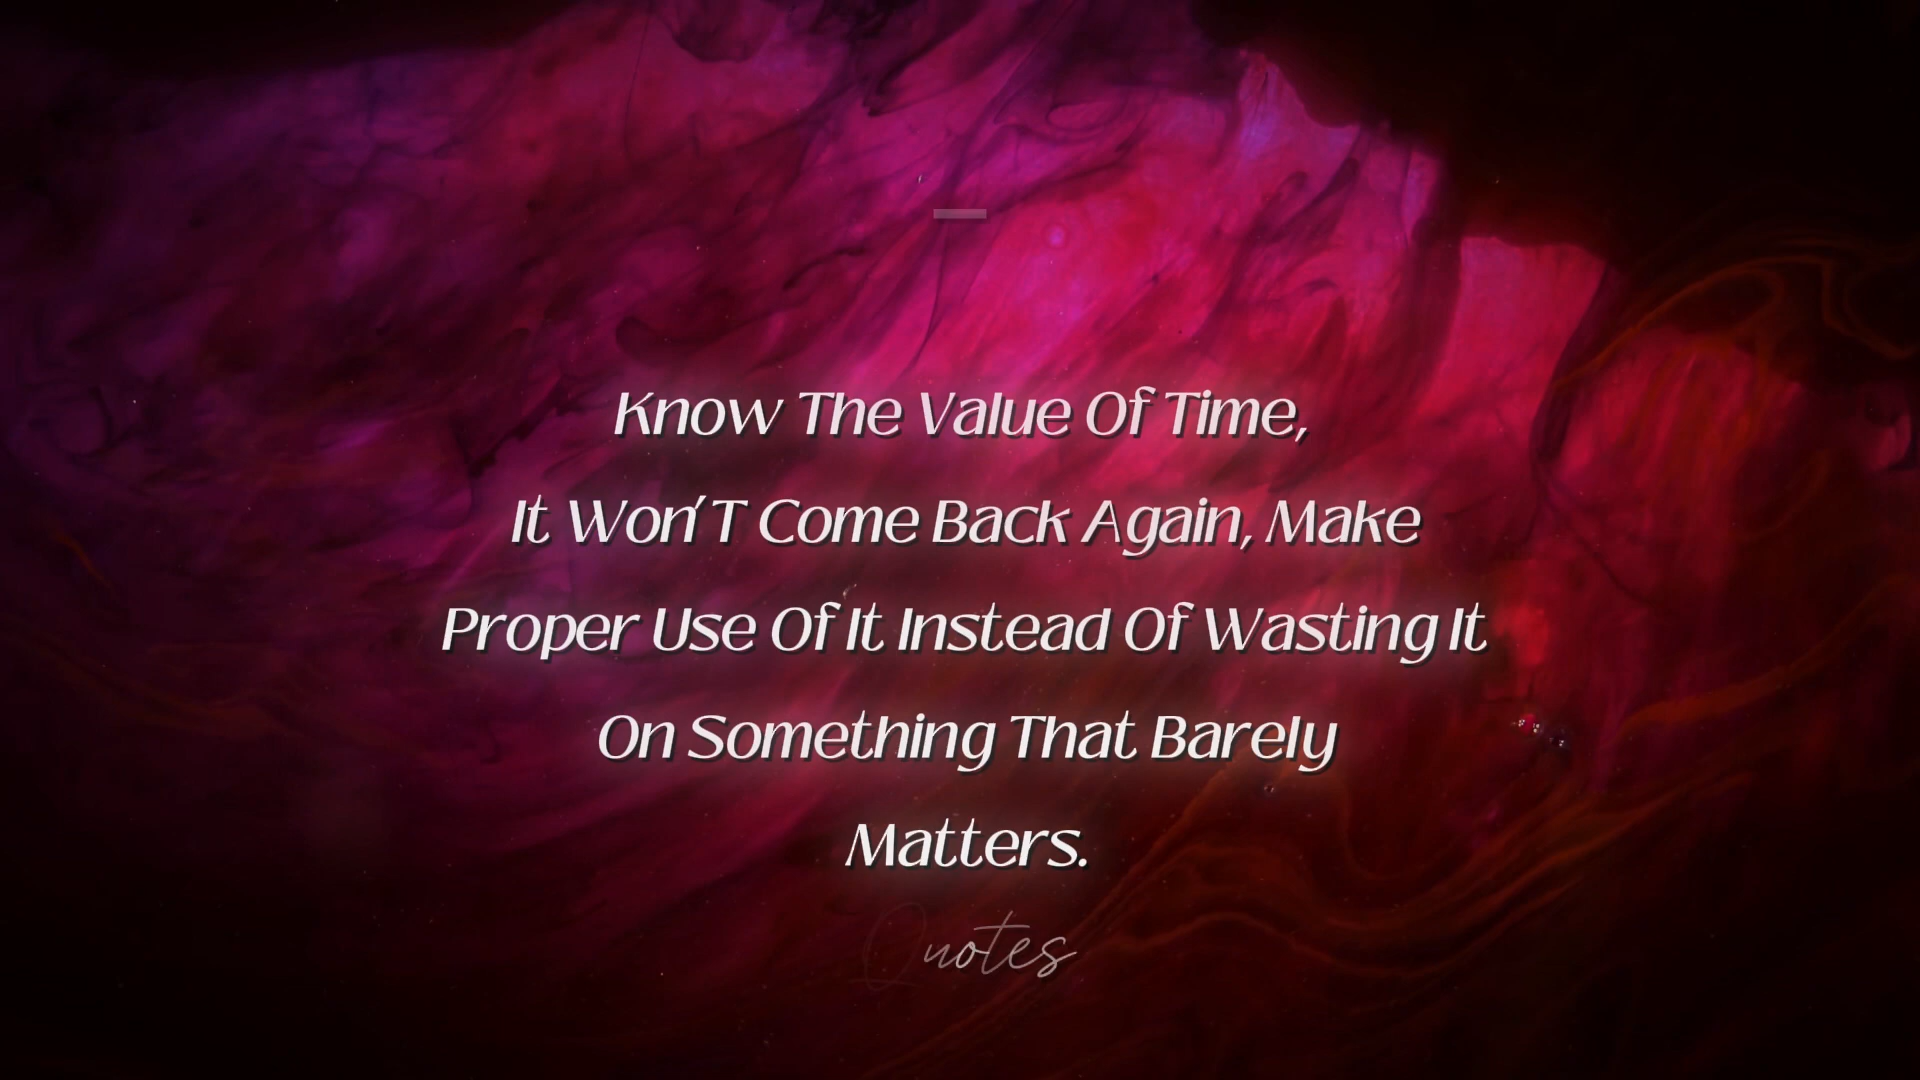 Know The Value Of Time,
It Won'T Come Back Again, Make
Proper Use Of It Instead Of Wasting It
On Something That Barely
Matters.
Quotes